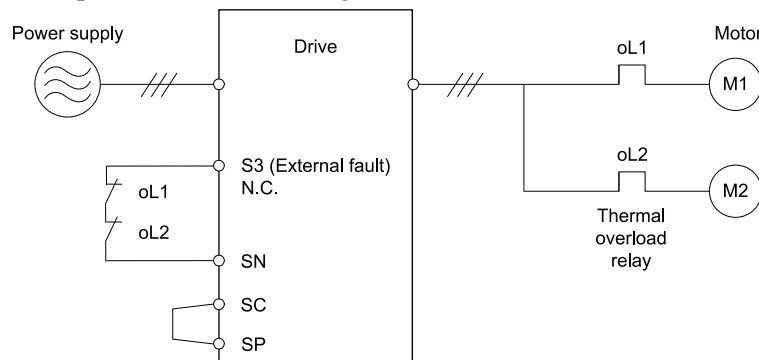 Power supply
Drive
oL1
Motor
M1
S3 (External fault)
N.C.
oL1
oL2
oL2
M2
Thermal
overload
relay
SN
SC
SP